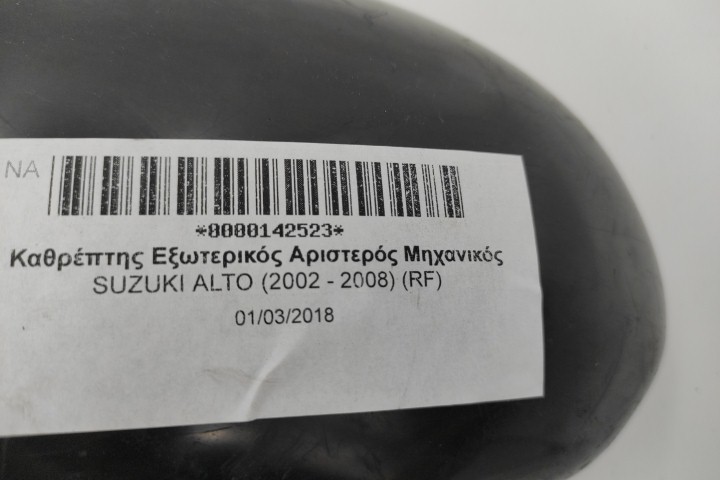 NA
*8000142523*
Καθρέπτης Εξωτερικός Αριστερός Μηχανικός
SUZUKI ALTO (2002 - 2008) (RF)
01/03/2018